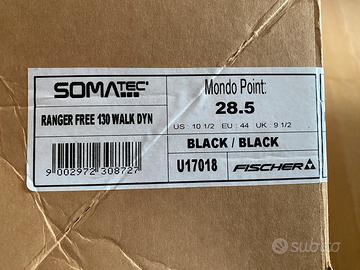 SOMATEC
RANGER FREE 130 WALK DYN
9 002972 308727
Mondo Point:
28.5
US : 10 1/2 EU : 44 UK : 9 1/2
BLACK / BLACK
U17018
FISCHER
subito